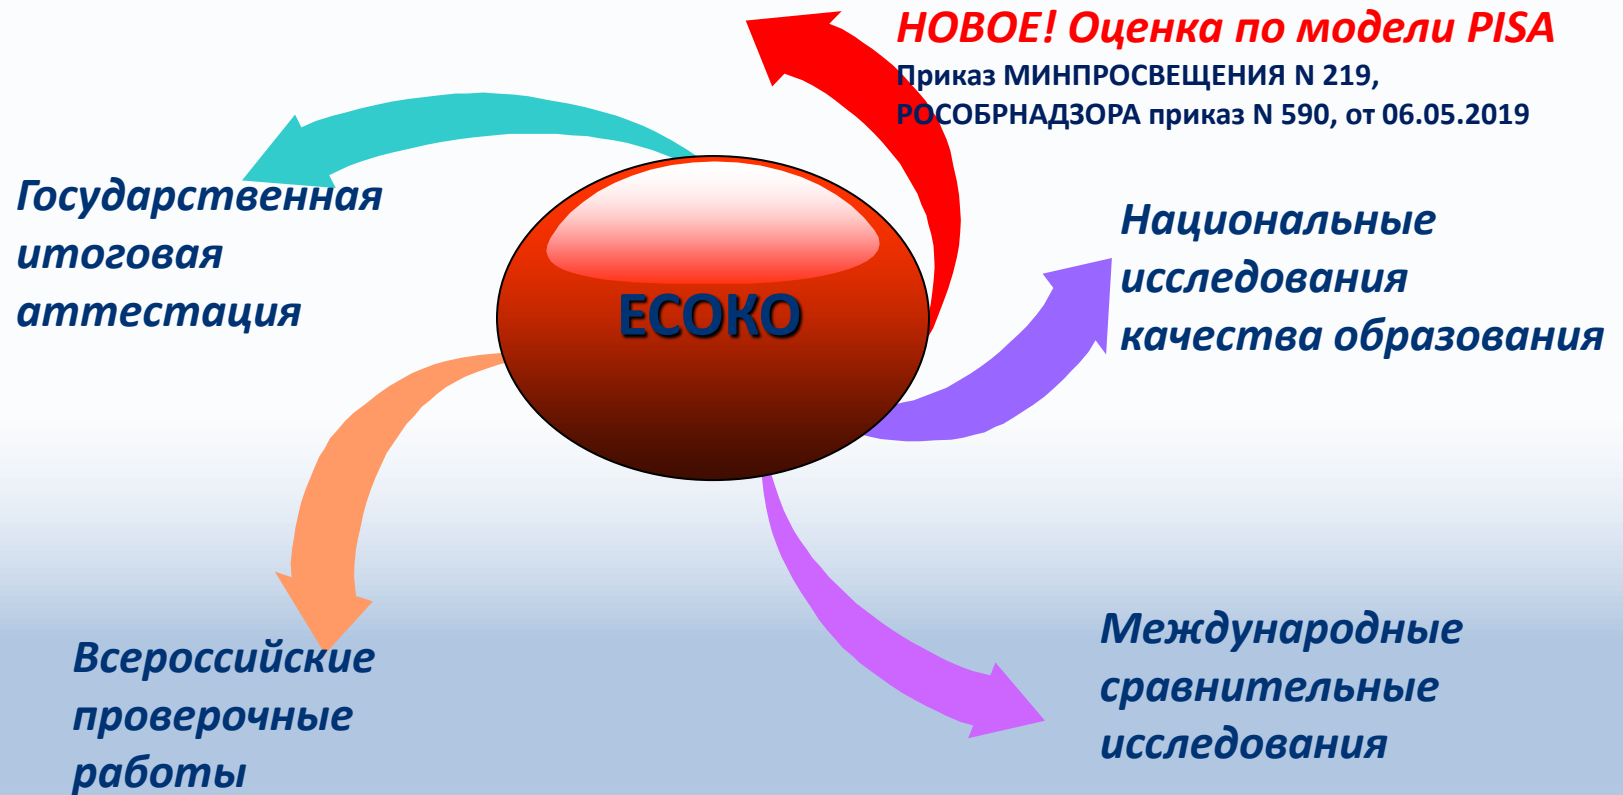 НОВОЕ! Оценка по модели PISA
Приказ МИНПРОСВЕЩЕНИЯ N 219,
РОСОБРНАДЗОРА приказ N 590, от 06.05.2019
Государственная
итоговая
аттестация
ЕСОКО
Национальные
исследования
качества образования
Всероссийские
проверочные
работы
Международные
сравнительные
исследования